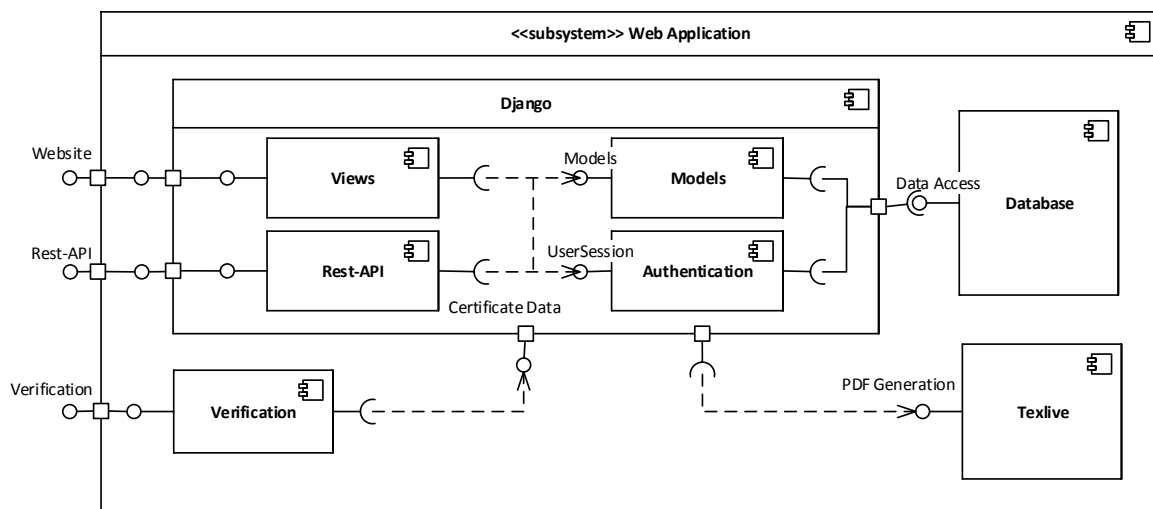 <<subsystem>> Web Application
Django
Website
Views
Models
Models
Data Access
Database
Rest-API
Rest-API
UserSession
Authentication
Certificate Data
Verification
Verification
PDF Generation
Texlive